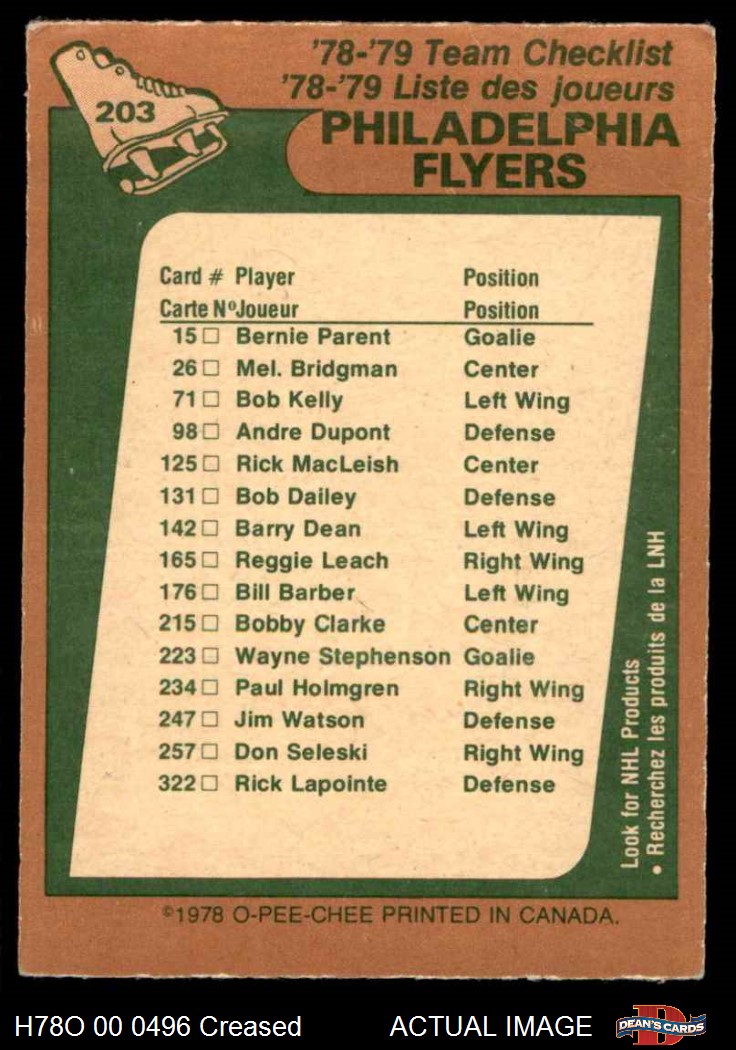 203
'78-'79 Team Checklist
'78-'79 Liste des joueurs
PHILADELPHIA
FLYERS
Card # Player Position
Carte Nº Joueur Position
15 □ Bernie Parent Goalie
26 □ Mel. Bridgman Center
71 □ Bob Kelly Left Wing
98 □ Andre Dupont Defense
125 □ Rick MacLeish Center
131 □ Bob Dailey Defense
142 □ Barry Dean Left Wing
165 □ Reggie Leach Right Wing
176 □ Bill Barber Left Wing
215 □ Bobby Clarke Center
223 □ Wayne Stephenson Goalie
234 □ Paul Holmgren Right Wing
247 □ Jim Watson Defense
257 □ Don Seleski Right Wing
322 □ Rick Lapointe Defense
Look for NHL Products
• Recherchez les produits de la LNH
©1978 O-PEE-CHEE PRINTED IN CANADA.
H78O 00 0496 Creased ACTUAL IMAGE
DEAN'S CARDS